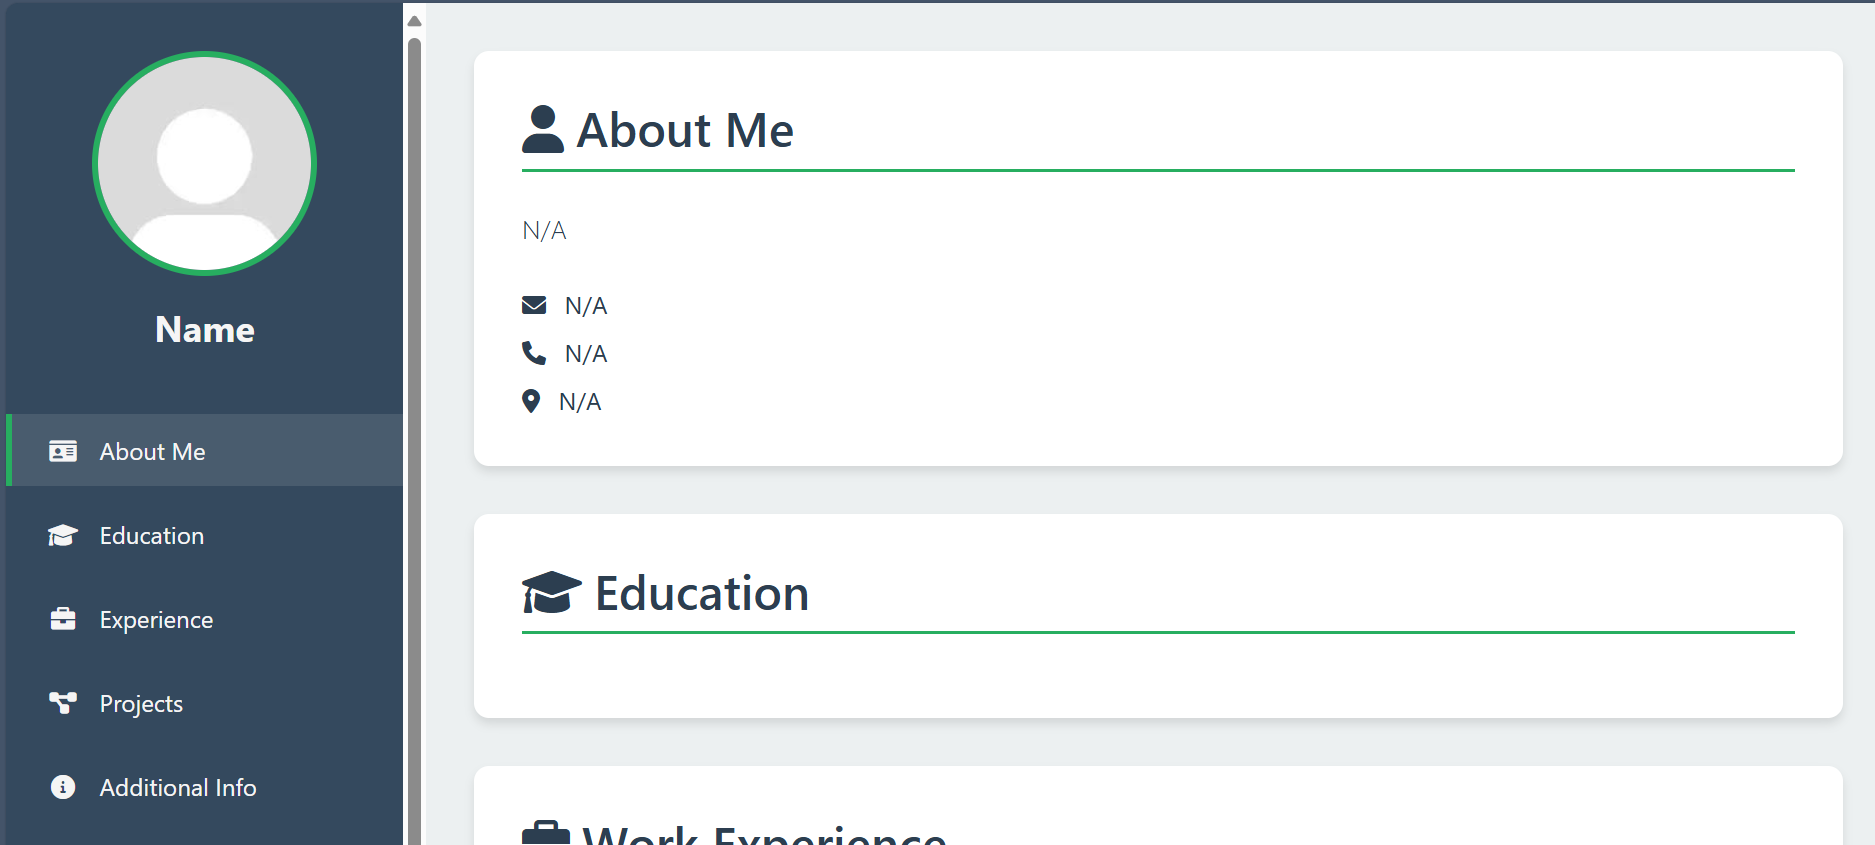 Name
About Me
Education
Experience
Projects
Additional Info
About Me
N/A
N/A
N/A
N/A
Education
Work Experience